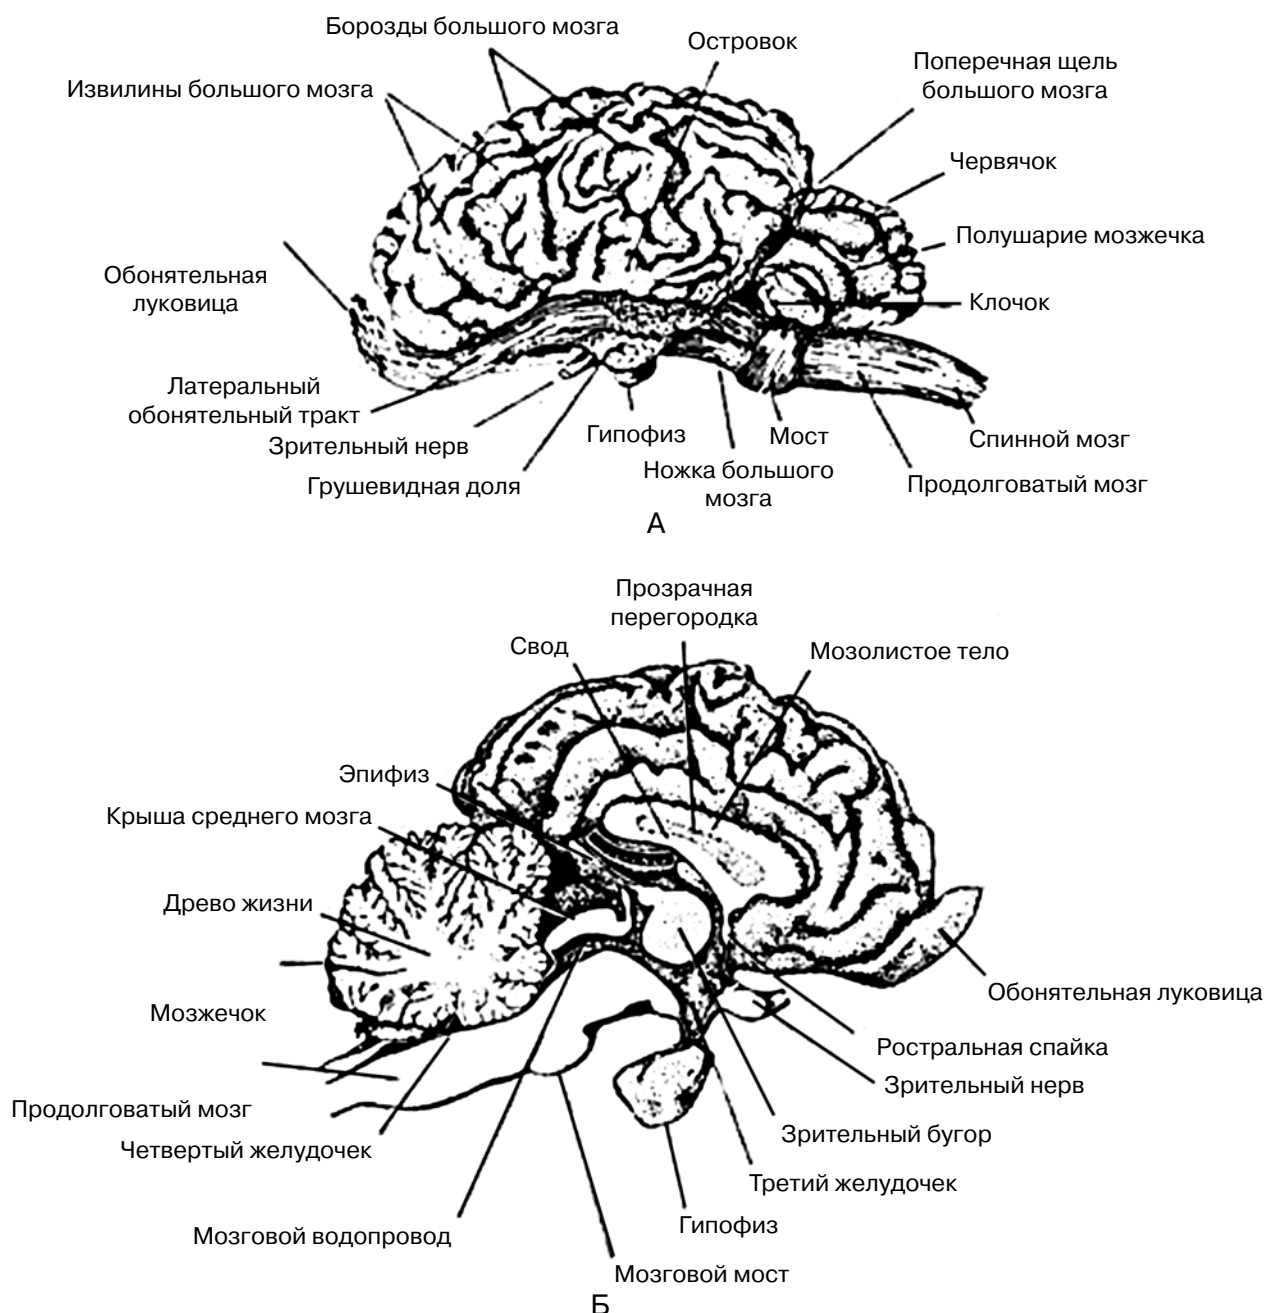 Борозды большого мозга
Островок
Поперечная щель
большого мозга
Извилины большого мозга
Червячок
Полушарие мозжечка
Обонятельная
луковица
Клочок
Латеральный
обонятельный тракт
Зрительный нерв
Грушевидная доля
Гипофиз
Ножка большого
мозга
Мост
Спинной мозг
Продолговатый мозг
А
Прозрачная
перегородка
Свод
Мозолистое тело
Эпифиз
Крыша среднего мозга
Древо жизни
Мозжечок
Обонятельная луковица
Ростральная спайка
Зрительный нерв
Продолговатый мозг
Четвертый желудочек
Зрительный бугор
Третий желудочек
Гипофиз
Мозговой водопровод
Мозговой мост
Б